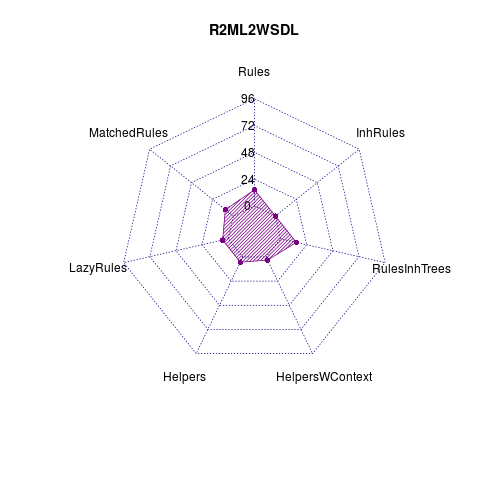 R2ML2WSDL
Rules
96
MatchedRules
InhRules
72
48
24
0
LazyRules
RulesInhTrees
Helpers
HelpersWContext